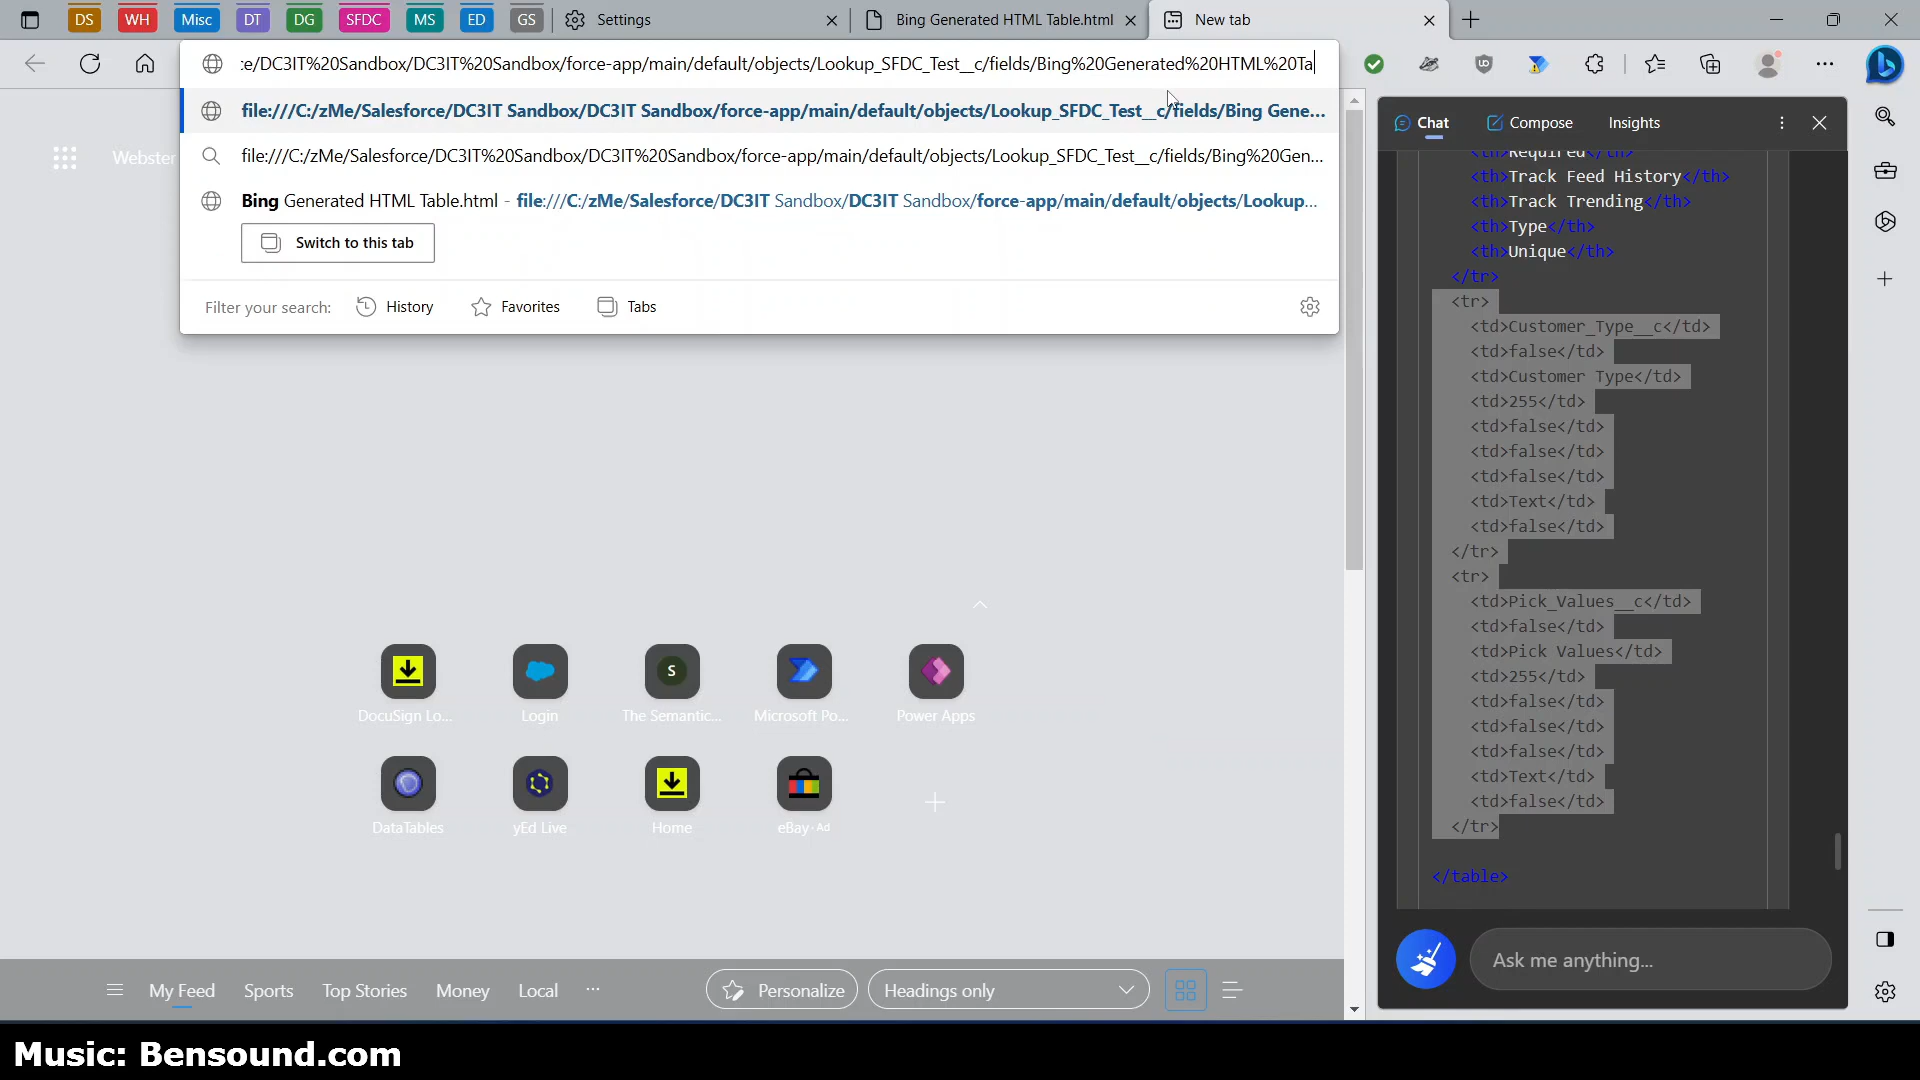 DS
WH
Misc
DT
DG
SFDC
MS
ED
GS
Settings
Bing Generated HTML Table.html
New tab
:e/DC3IT%20Sandbox/DC3IT%20Sandbox/force-app/main/default/objects/Lookup_SFDC_Test__c/fields/Bing%20Generated%20HTML%20Ta
file:///C:/zMe/Salesforce/DC3IT Sandbox/DC3IT Sandbox/force-app/main/default/objects/Lookup_SFDC_Test__c/fields/Bing Gene...
file:///C:/zMe/Salesforce/DC3IT%20Sandbox/DC3IT%20Sandbox/force-app/main/default/objects/Lookup_SFDC_Test__c/fields/Bing%20Gen...
Bing Generated HTML Table.html - file:///C:/zMe/Salesforce/DC3IT Sandbox/DC3IT Sandbox/force-app/main/default/objects/Lookup...
Switch to this tab
Filter your search:
History
Favorites
Tabs
Webster
DocuSign Lo...
Login
S
The Semantic...
Microsoft Po...
Power Apps
DataTables
yEd Live
Home
eBay · Ad
My Feed
Sports
Top Stories
Money
Local
...
Personalize
Headings only
Chat
Compose
Insights
<th>Required</th>
<th>Track Feed History</th>
<th>Track Trending</th>
<th>Type</th>
<th>Unique</th>
</tr>
<tr>
<td>Customer_Type__c</td>
<td>false</td>
<td>Customer Type</td>
<td>255</td>
<td>false</td>
<td>false</td>
<td>false</td>
<td>Text</td>
<td>false</td>
</tr>
<tr>
<td>Pick_Values__c</td>
<td>false</td>
<td>Pick Values</td>
<td>255</td>
<td>false</td>
<td>false</td>
<td>false</td>
<td>Text</td>
<td>false</td>
</tr>
</table>
Ask me anything...
Music: Bensound.com